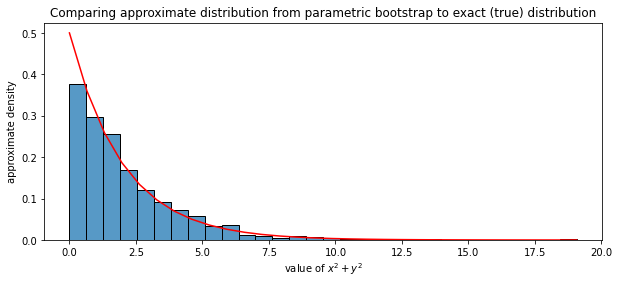 Comparing approximate distribution from parametric bootstrap to exact (true) distribution
approximate density
0.5
0.4
0.3
0.2
0.1
0.0
0.0 2.5 5.0 7.5 10.0 12.5 15.0 17.5 20.0
value of x² + y²